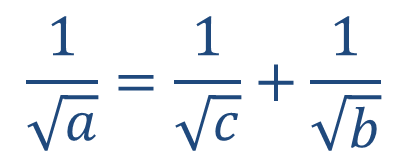 1/√a = 1/√c + 1/√b